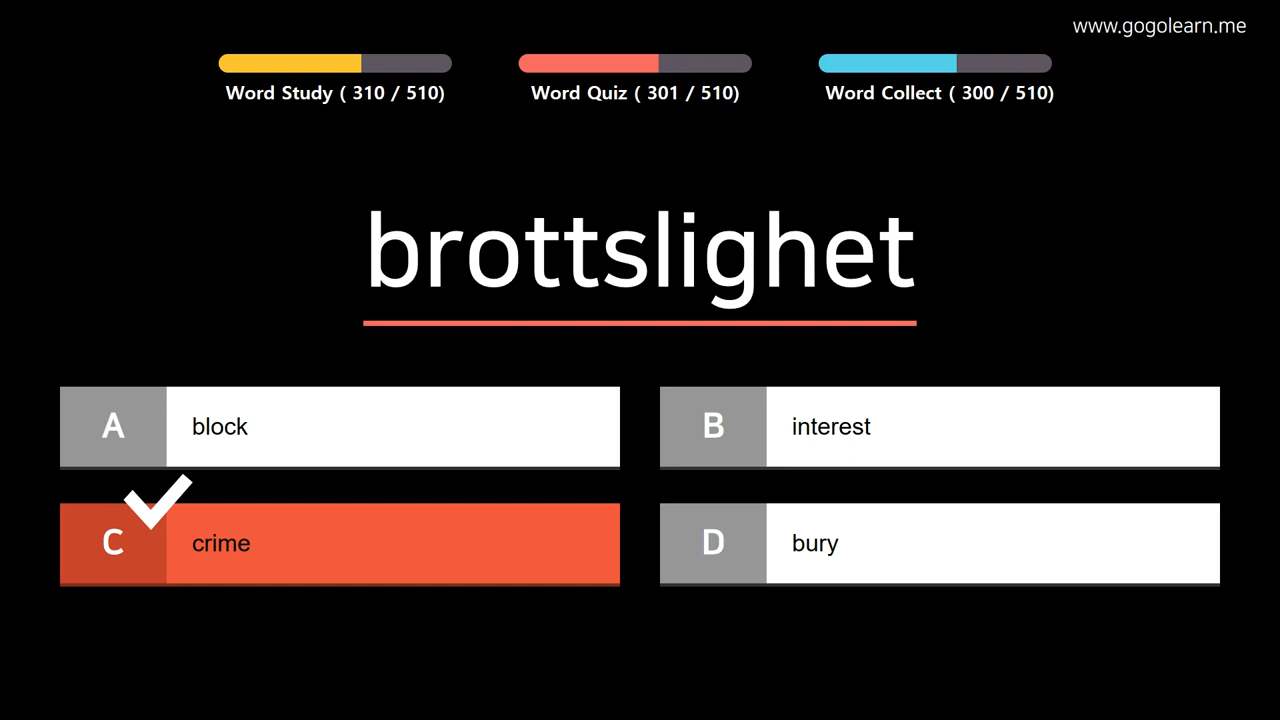 www.gogolearn.me
Word Study ( 310 / 510)
Word Quiz ( 301 / 510)
Word Collect ( 300 / 510)
brottslighet
A block
B interest
C crime
D bury